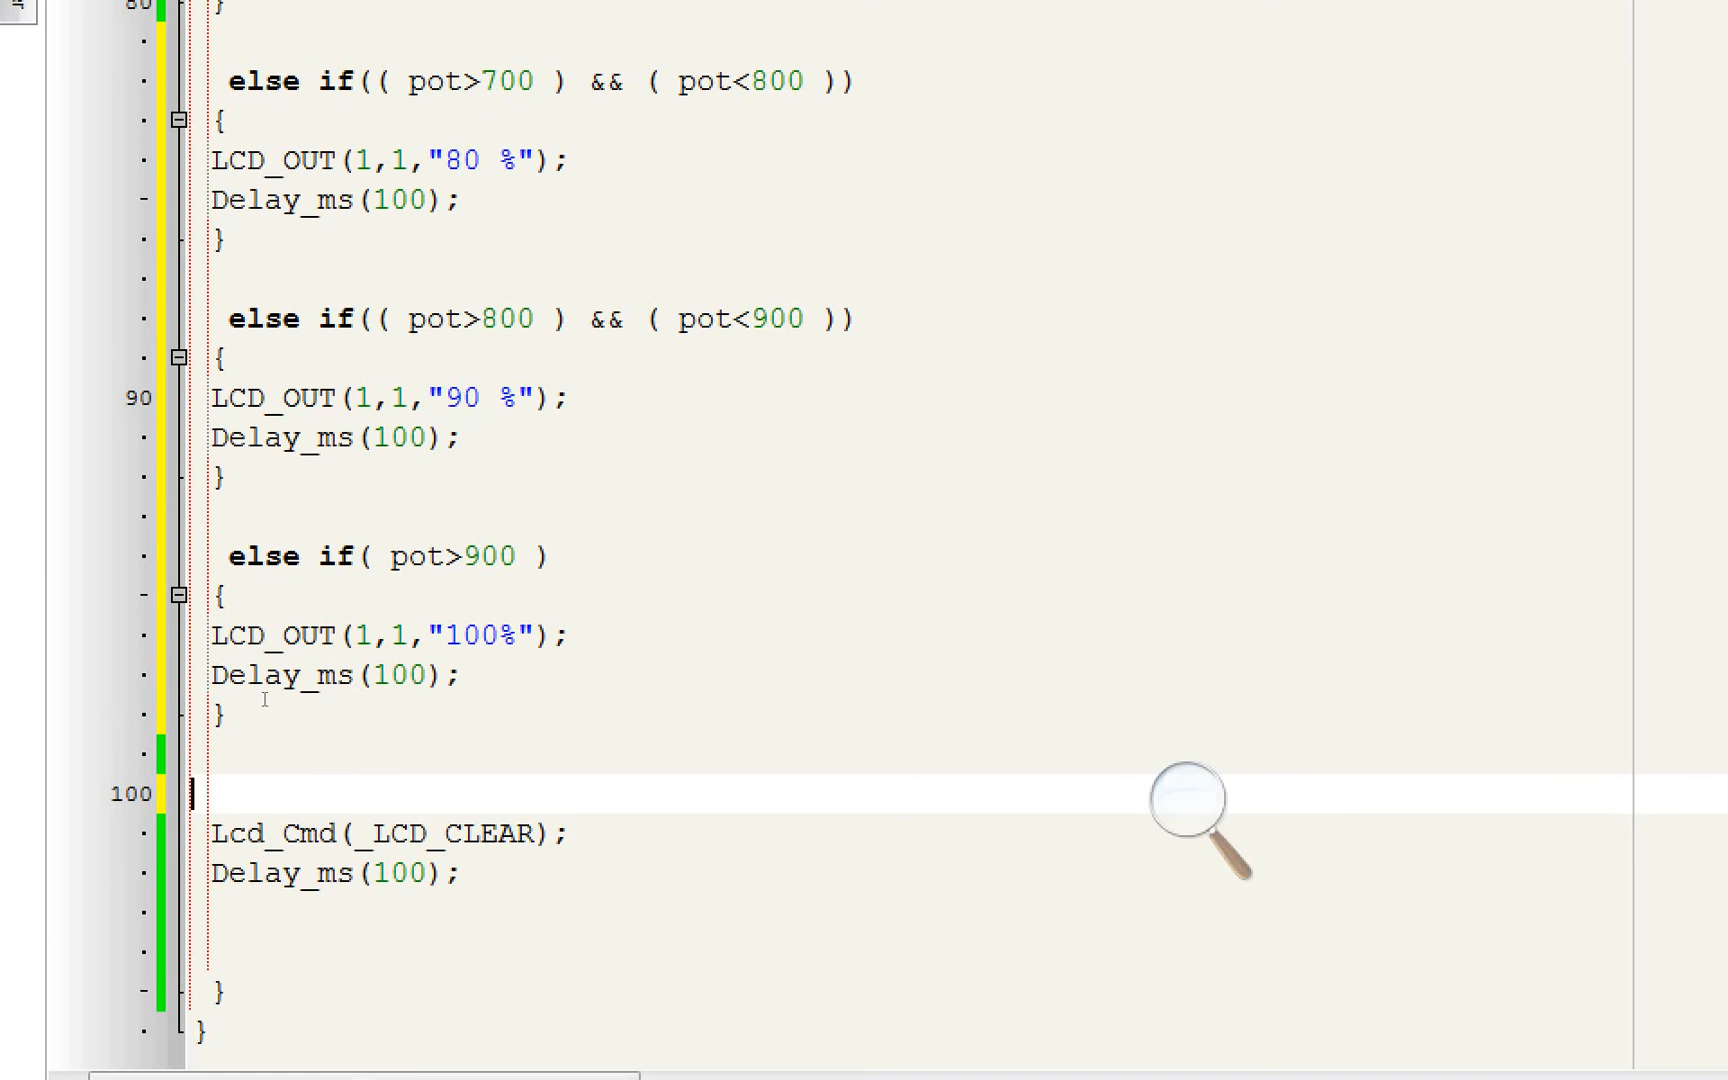 80
}
else if(( pot>700 ) && ( pot<800 ))
{
LCD_OUT(1,1,"80 %");
Delay_ms(100);
}
else if(( pot>800 ) && ( pot<900 ))
{
90 LCD_OUT(1,1,"90 %");
Delay_ms(100);
}
else if( pot>900 )
{
LCD_OUT(1,1,"100%");
Delay_ms(100);
}
100
Lcd_Cmd(_LCD_CLEAR);
Delay_ms(100);
}
}